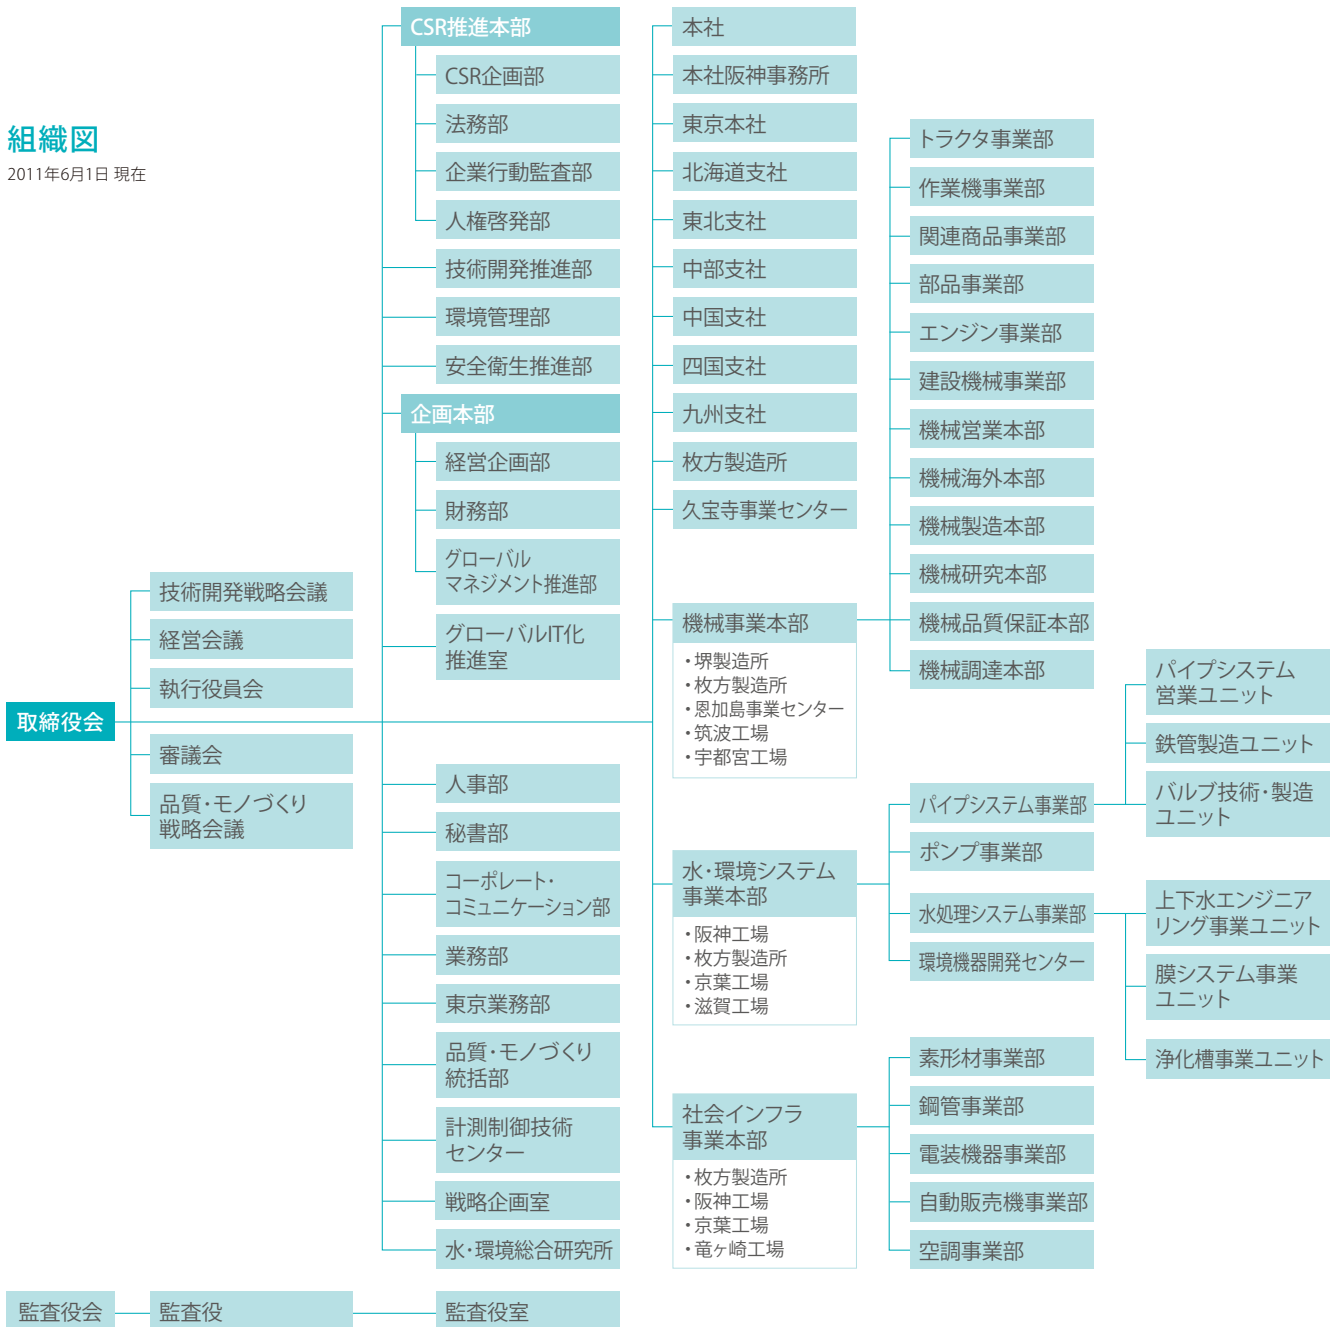 組織図
2011年6月1日 現在
取締役会
技術開発戦略会議
経営会議
執行役員会
審議会
品質・モノづくり
戦略会議
CSR推進本部
CSR企画部
法務部
企業行動監査部
人権啓発部
技術開発推進部
環境管理部
安全衛生推進部
企画本部
経営企画部
財務部
グローバル
マネジメント推進部
グローバルIT化
推進室
人事部
秘書部
コーポレート・
コミュニケーション部
業務部
東京業務部
品質・モノづくり
統括部
計測制御技術
センター
戦略企画室
水・環境総合研究所
本社
本社阪神事務所
東京本社
北海道支社
東北支社
中部支社
中国支社
四国支社
九州支社
枚方製造所
久宝寺事業センター
機械事業本部
・堺製造所
・枚方製造所
・恩加島事業センター
・筑波工場
・宇都宮工場
トラクタ事業部
作業機事業部
関連商品事業部
部品事業部
エンジン事業部
建設機械事業部
機械営業本部
機械海外本部
機械製造本部
機械研究本部
機械品質保証本部
機械調達本部
水・環境システム
事業本部
・阪神工場
・枚方製造所
・京葉工場
・滋賀工場
パイプシステム事業部
ポンプ事業部
水処理システム事業部
環境機器開発センター
パイプシステム
営業ユニット
鉄管製造ユニット
バルブ技術・製造
ユニット
上下水エンジニア
リング事業ユニット
膜システム事業
ユニット
浄化槽事業ユニット
社会インフラ
事業本部
・枚方製造所
・阪神工場
・京葉工場
・竜ヶ崎工場
素形材事業部
鋼管事業部
電装機器事業部
自動販売機事業部
空調事業部
監査役会
監査役
監査役室